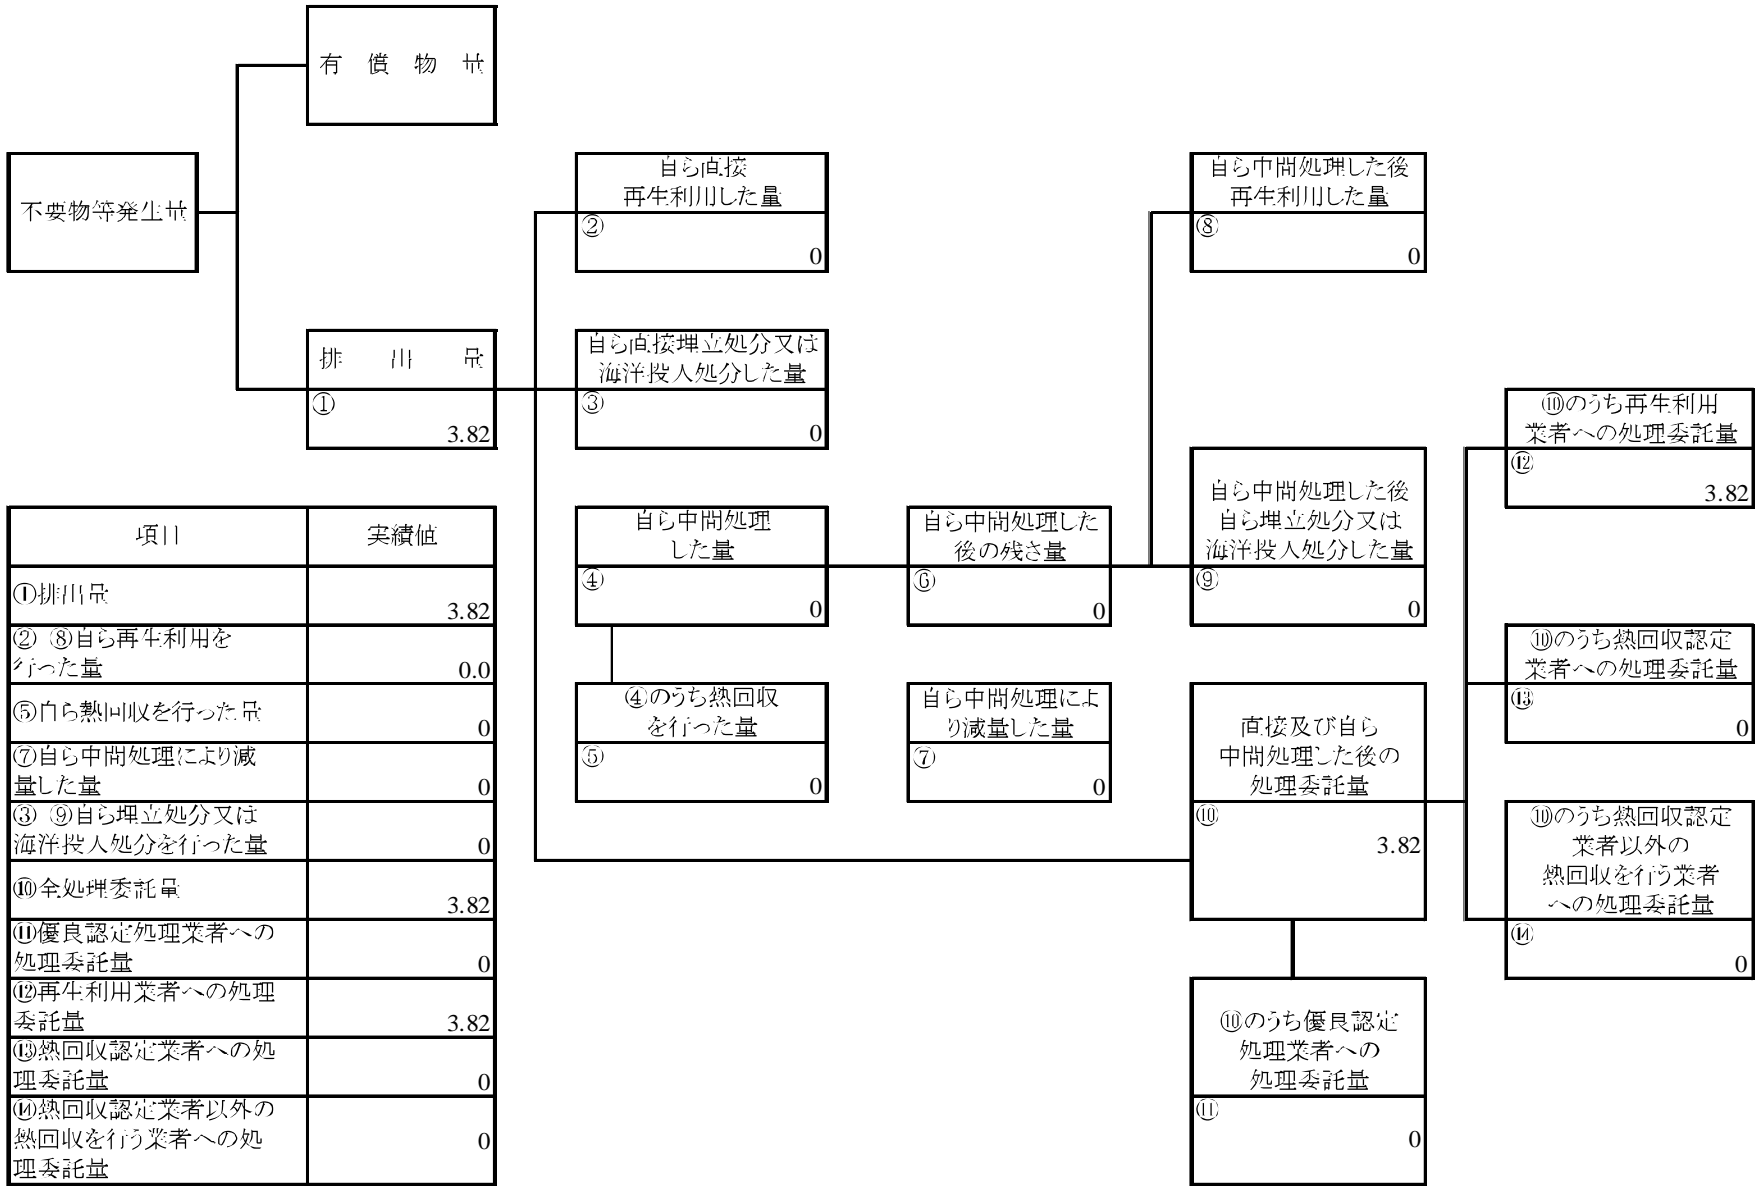 有償物量
不要物等発生量
自ら直接
再生利用した量
②
0
自ら中間処理した後
再生利用した量
⑧
0
排出量
①
3.82
自ら直接埋立処分又は
海洋投入処分した量
③
0
⑩のうち再生利用
業者への処理委託量
⑫
3.82
自ら中間処理
した量
④
0
自ら中間処理した
後の残さ量
⑥
0
自ら中間処理した後
自ら埋立処分又は
海洋投入処分した量
⑨
0
④のうち熱回収
を行った量
⑤
0
自ら中間処理によ
り減量した量
⑦
0
直接及び自ら
中間処理した後の
処理委託量
⑩
3.82
⑩のうち熱回収認定
業者への処理委託量
⑬
0
⑩のうち熱回収認定
業者以外の
熱回収を行う業者
への処理委託量
⑭
0
⑩のうち優良認定
処理業者への
処理委託量
⑪
0
項目 実績値
①排出量
3.82
② ⑧自ら再生利用を
行った量
0.0
⑤自ら熱回収を行った量
0
⑦自ら中間処理により減
量した量
0
③ ⑨自ら埋立処分又は
海洋投入処分を行った量
0
⑩全処理委託量
3.82
⑪優良認定処理業者への
処理委託量
0
⑫再生利用業者への処理
委託量
3.82
⑬熱回収認定業者への処
理委託量
0
⑭熱回収認定業者以外の
熱回収を行う業者への処
理委託量
0